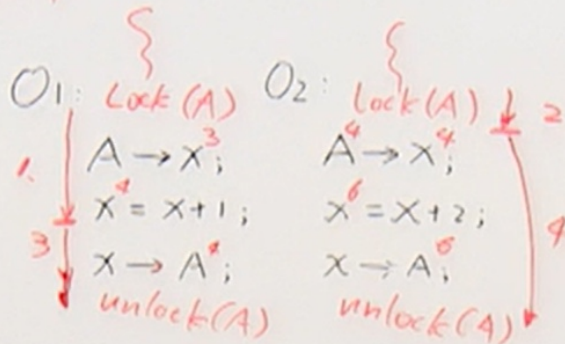 O1: Lock(A) O2: Lock(A) 2
A → X³; A⁴ → X⁴;
1. X⁴ = X+1; X⁶ = X+2;
3 X → A⁴; X → A⁶; 4
unlock(A) unlock(A)